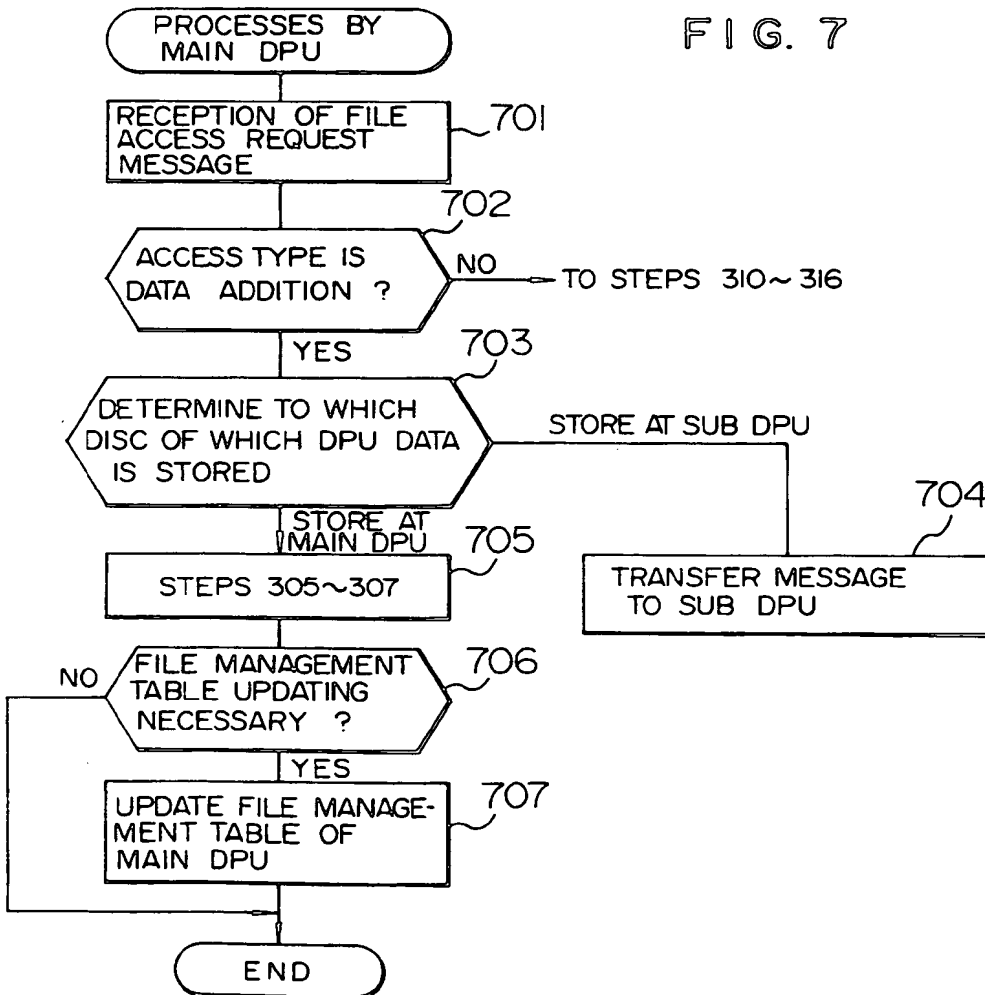 PROCESSES BY
MAIN DPU
FIG. 7
RECEPTION OF FILE
ACCESS REQUEST
MESSAGE
701
702
ACCESS TYPE IS
DATA ADDITION ?
NO
TO STEPS 310~316
YES
703
DETERMINE TO WHICH
DISC OF WHICH DPU DATA
IS STORED
STORE AT SUB DPU
704
TRANSFER MESSAGE
TO SUB DPU
STORE AT
MAIN DPU
705
STEPS 305~307
706
NO
FILE MANAGEMENT
TABLE UPDATING
NECESSARY ?
YES
707
UPDATE FILE MANAGE-
MENT TABLE OF
MAIN DPU
END